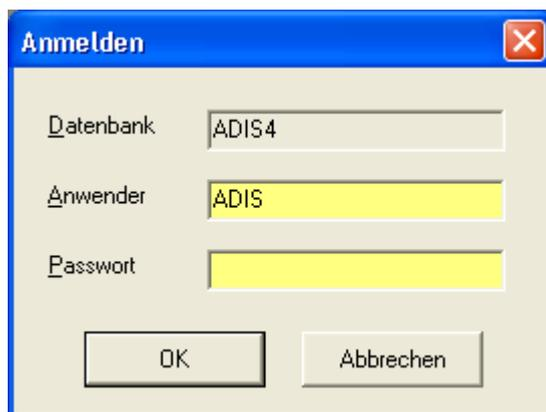 Anmelden
Datenbank ADIS4
Anwender ADIS
Passwort
OK Abbrechen